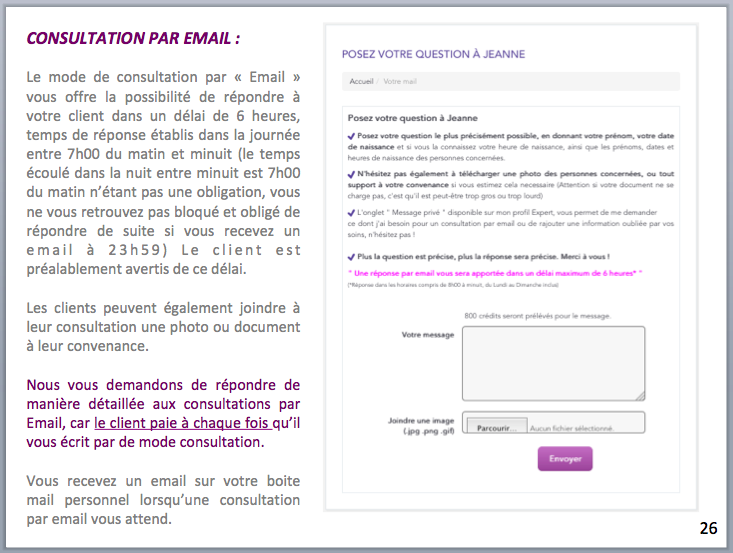 CONSULTATION PAR EMAIL :
Le mode de consultation par « Email »
vous offre la possibilité de répondre à
votre client dans un délai de 6 heures,
temps de réponse établis dans la journée
entre 7h00 du matin et minuit (le temps
écoulé dans la nuit entre minuit est 7h00
du matin n'étant pas une obligation, vous
ne vous retrouvez pas bloqué et obligé de
répondre de suite si vous recevez un
email à 23h59) Le client est
préalablement avertis de ce délai.
Les clients peuvent également joindre à
leur consultation une photo ou document
à leur convenance.
Nous vous demandons de répondre de
manière détaillée aux consultations par
Email, car le client paie à chaque fois qu'il
vous écrit par de mode consultation.
Vous recevez un email sur votre boite
mail personnel lorsqu'une consultation
par email vous attend.
POSEZ VOTRE QUESTION À JEANNE
Accueil / Votre mail
Posez votre question à Jeanne
✔ Posez votre question le plus précisément possible, en donnant votre prénom, votre date
de naissance et si vous la connaissez votre heure de naissance, ainsi que les prénoms, dates et
heures de naissance des personnes concernées.
✔ N'hésitez pas également à télécharger une photo des personnes concernées, ou tout
support à votre convenance si vous estimez cela necessaire (Attention si votre document ne se
charge pas, c'est qu'il est peut-être trop gros ou trop lourd)
✔ L'onglet " Message privé " disponible sur mon profil Expert, vous permet de me demander
ce dont j'ai besoin pour un consultation par email ou de rajouter une information oubliée par vos
soins, n'hésitez pas !
✔ Plus la question est précise, plus la réponse sera précise. Merci à vous !
" Une réponse par email vous sera apportée dans un délai maximum de 6 heures* "
(*Réponse dans les horaires compris de 8h00 à minuit, du Lundi au Dimanche inclus)
800 crédits seront prélévés pour le message.
Votre message
Joindre une image
(.jpg .png .gif)
Parcourir... Aucun fichier sélectionné.
Envoyer
26